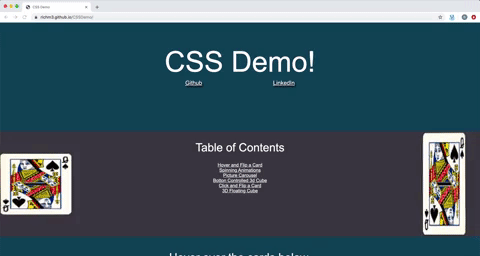 CSS Demo
richm3.github.io/CSSDemo/
CSS Demo!
Github
LinkedIn
Table of Contents
Hover and Flip a Card
Spinning Animations
Picture Carousel
Button Controlled 3d Cube
Click and Flip a Card
3D Floating Cube
Q
Q
Q
Q
Hover over the cards below